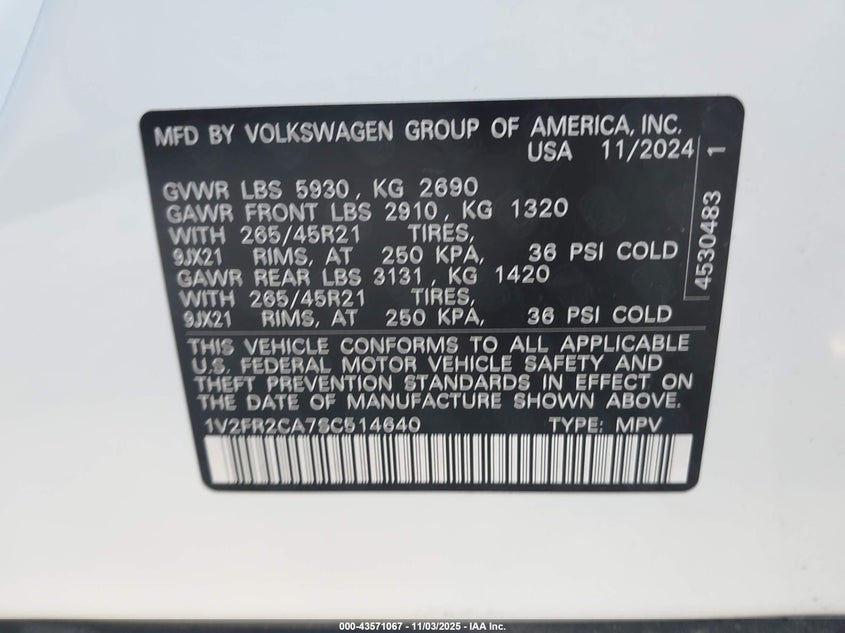 MFD BY VOLKSWAGEN GROUP OF AMERICA, INC.
USA 11/2024
GVWR LBS 5930, KG 2690
GAWR FRONT LBS 2910, KG 1320
WITH 265/45R21 TIRES,
9JX21 RIMS, AT 250 KPA, 36 PSI COLD
GAWR REAR LBS 3131, KG 1420
WITH 265/45R21 TIRES,
9JX21 RIMS, AT 250 KPA, 36 PSI COLD
THIS VEHICLE CONFORMS TO ALL APPLICABLE
U.S. FEDERAL MOTOR VEHICLE SAFETY AND
THEFT PREVENTION STANDARDS IN EFFECT ON
THE DATE OF MANUFACTURE SHOWN ABOVE.
1V2FR2CA7SC514640 TYPE: MPV
4530483 1
000-43571067 - 11/03/2025 - IAA Inc.